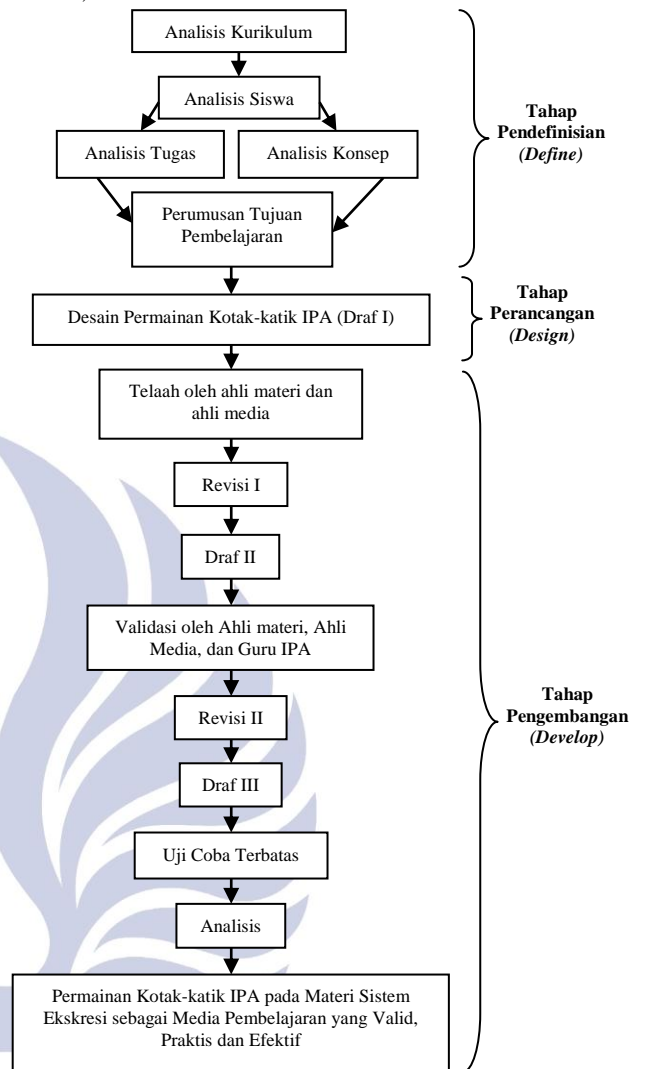 Analisis Kurikulum
Analisis Siswa
Analisis Tugas
Analisis Konsep
Perumusan Tujuan
Pembelajaran
Tahap
Pendefinisian
(Define)
Desain Permainan Kotak-katik IPA (Draf I)
Tahap
Perancangan
(Design)
Telaah oleh ahli materi dan
ahli media
Revisi I
Draf II
Validasi oleh Ahli materi, Ahli
Media, dan Guru IPA
Revisi II
Draf III
Uji Coba Terbatas
Analisis
Permainan Kotak-katik IPA pada Materi Sistem
Ekskresi sebagai Media Pembelajaran yang Valid,
Praktis dan Efektif
Tahap
Pengembangan
(Develop)